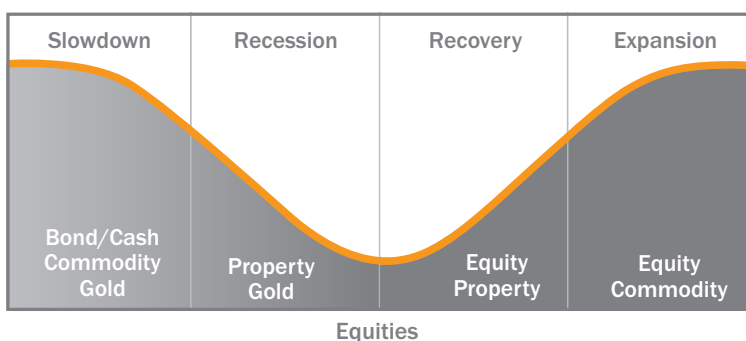 Slowdown
Recession
Recovery
Expansion
Bond/Cash
Commodity
Gold
Property
Gold
Equity
Property
Equity
Commodity
Equities